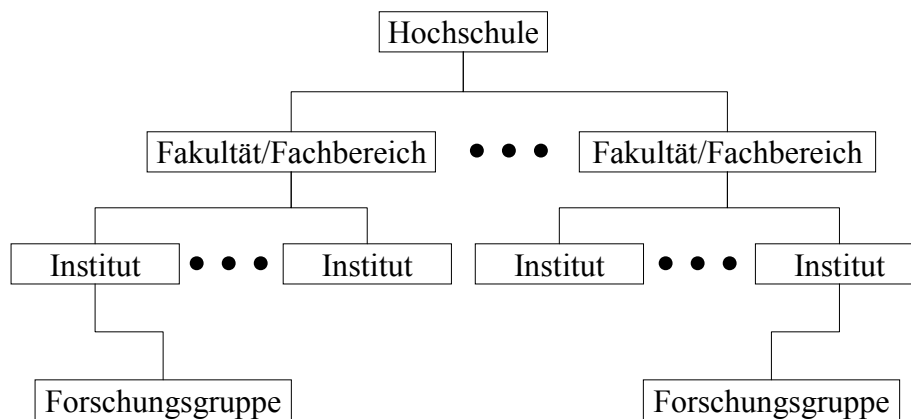 Hochschule
Fakultät/Fachbereich
Fakultät/Fachbereich
Institut
Institut
Institut
Institut
Forschungsgruppe
Forschungsgruppe